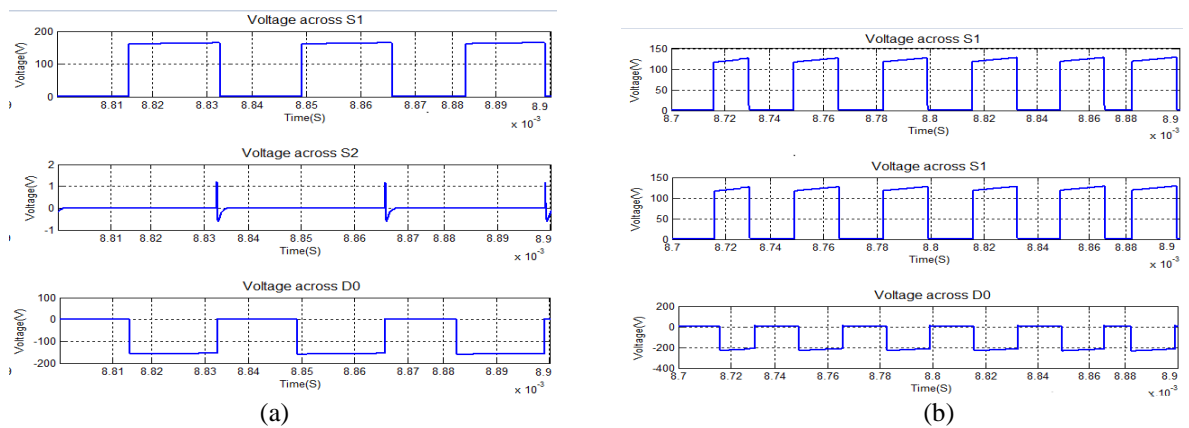 Voltage across S1
Voltage(V)
200
100
0
8.81 8.82 8.83 8.84 8.85 8.86 8.87 8.88 8.89 8.9
Time(S)
x 10-3
Voltage across S2
Voltage(V)
2
1
0
-1
8.81 8.82 8.83 8.84 8.85 8.86 8.87 8.88 8.89 8.9
Time(S)
x 10-3
Voltage across D0
Voltage(V)
100
0
-100
-200
8.81 8.82 8.83 8.84 8.85 8.86 8.87 8.88 8.89 8.9
Time(S)
x 10-3
(a)
Voltage across S1
Voltage(V)
150
100
50
0
8.7 8.72 8.74 8.76 8.78 8.8 8.82 8.84 8.86 8.88 8.9
Time(S)
x 10-3
Voltage across S1
Voltage(V)
150
100
50
0
8.7 8.72 8.74 8.76 8.78 8.8 8.82 8.84 8.86 8.88 8.9
Time(S)
x 10-3
Voltage across D0
Voltage(V)
200
0
-200
-400
8.7 8.72 8.74 8.76 8.78 8.8 8.82 8.84 8.86 8.88 8.9
Time(S)
x 10-3
(b)